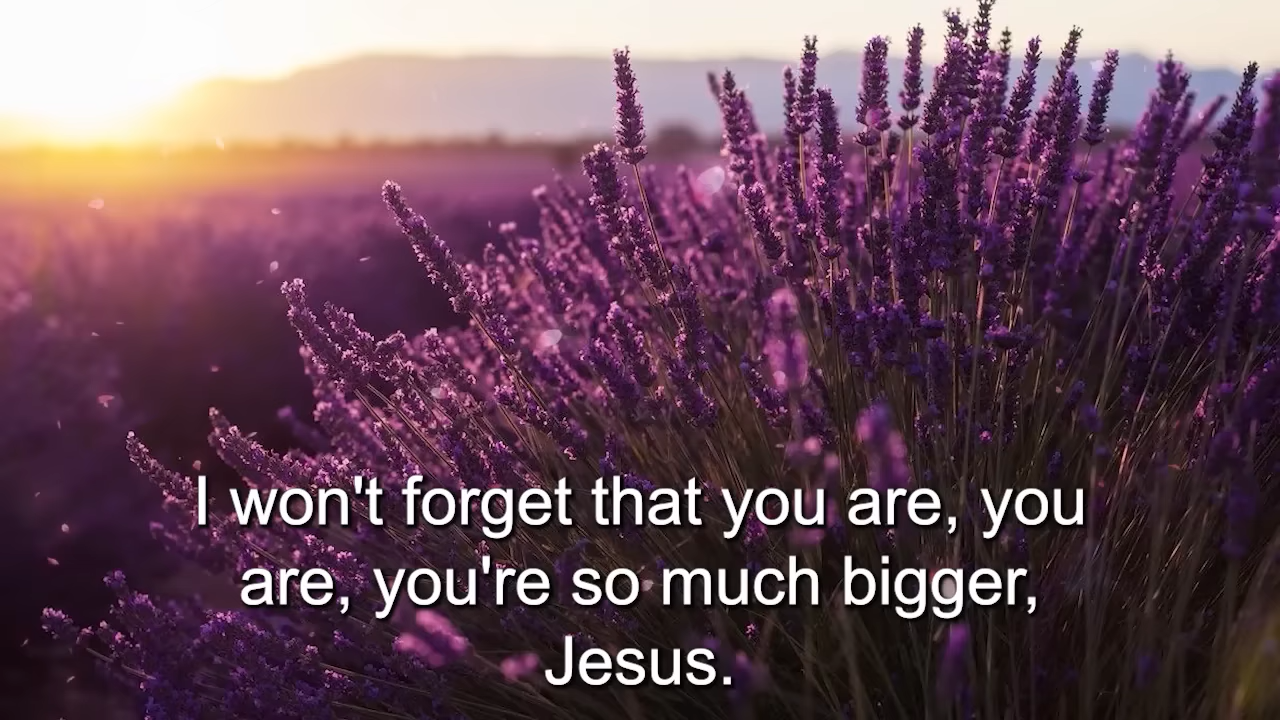 I won't forget that you are, you
are, you're so much bigger,
Jesus.